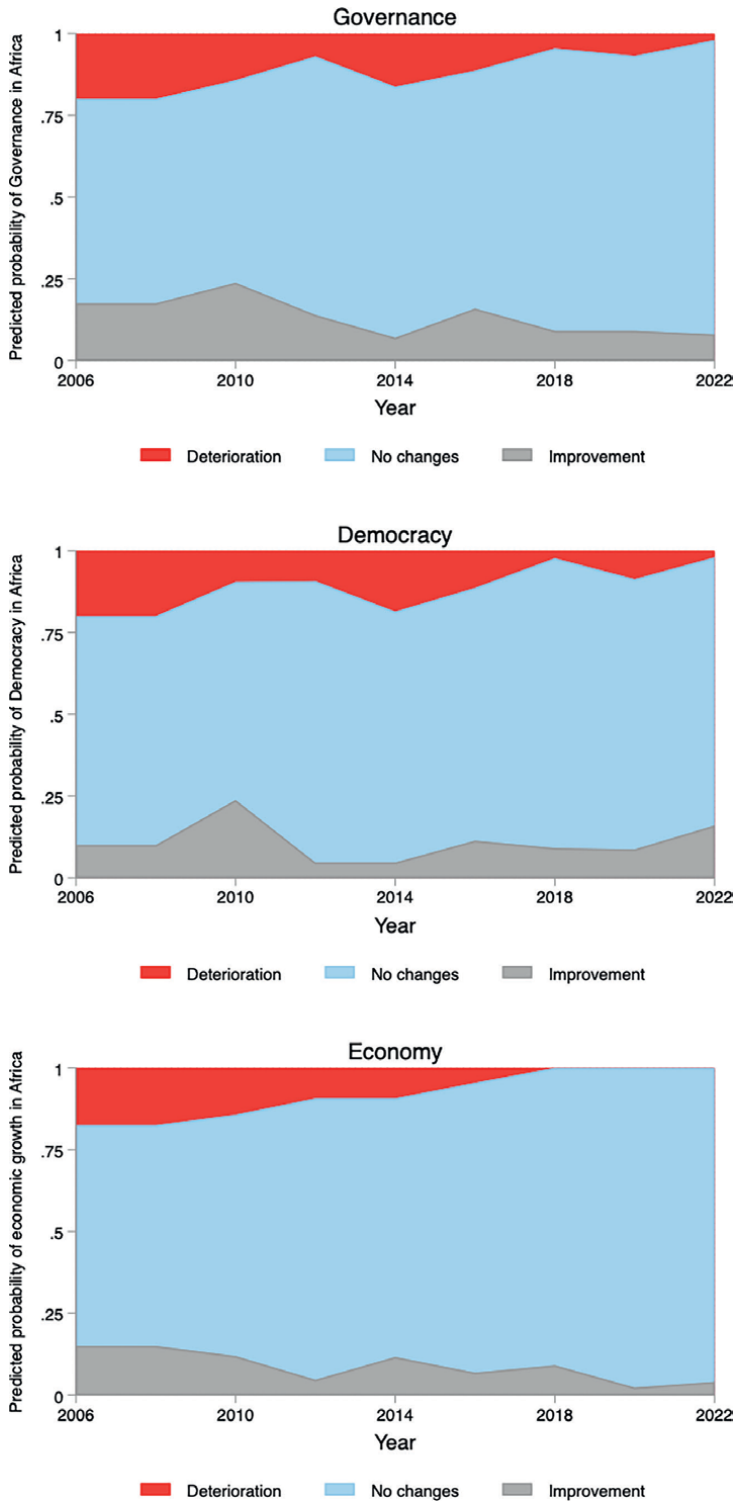 Governance
Predicted probability of Governance in Africa
1
.75
.5
.25
0
2006 2010 2014 2018 2022
Year
Deterioration No changes Improvement
Democracy
Predicted probability of Democracy in Africa
1
.75
.5
.25
0
2006 2010 2014 2018 2022
Year
Deterioration No changes Improvement
Economy
Predicted probability of economic growth in Africa
1
.75
.5
.25
0
2006 2010 2014 2018 2022
Year
Deterioration No changes Improvement